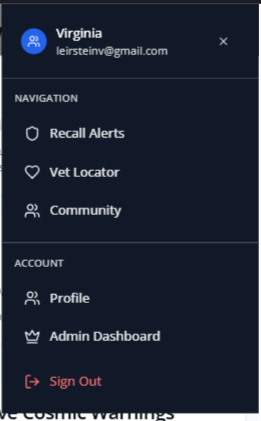 Virginia
leirsteinv@gmail.com
NAVIGATION
Recall Alerts
Vet Locator
Community
ACCOUNT
Profile
Admin Dashboard
Sign Out
ve Cosmic Warnings